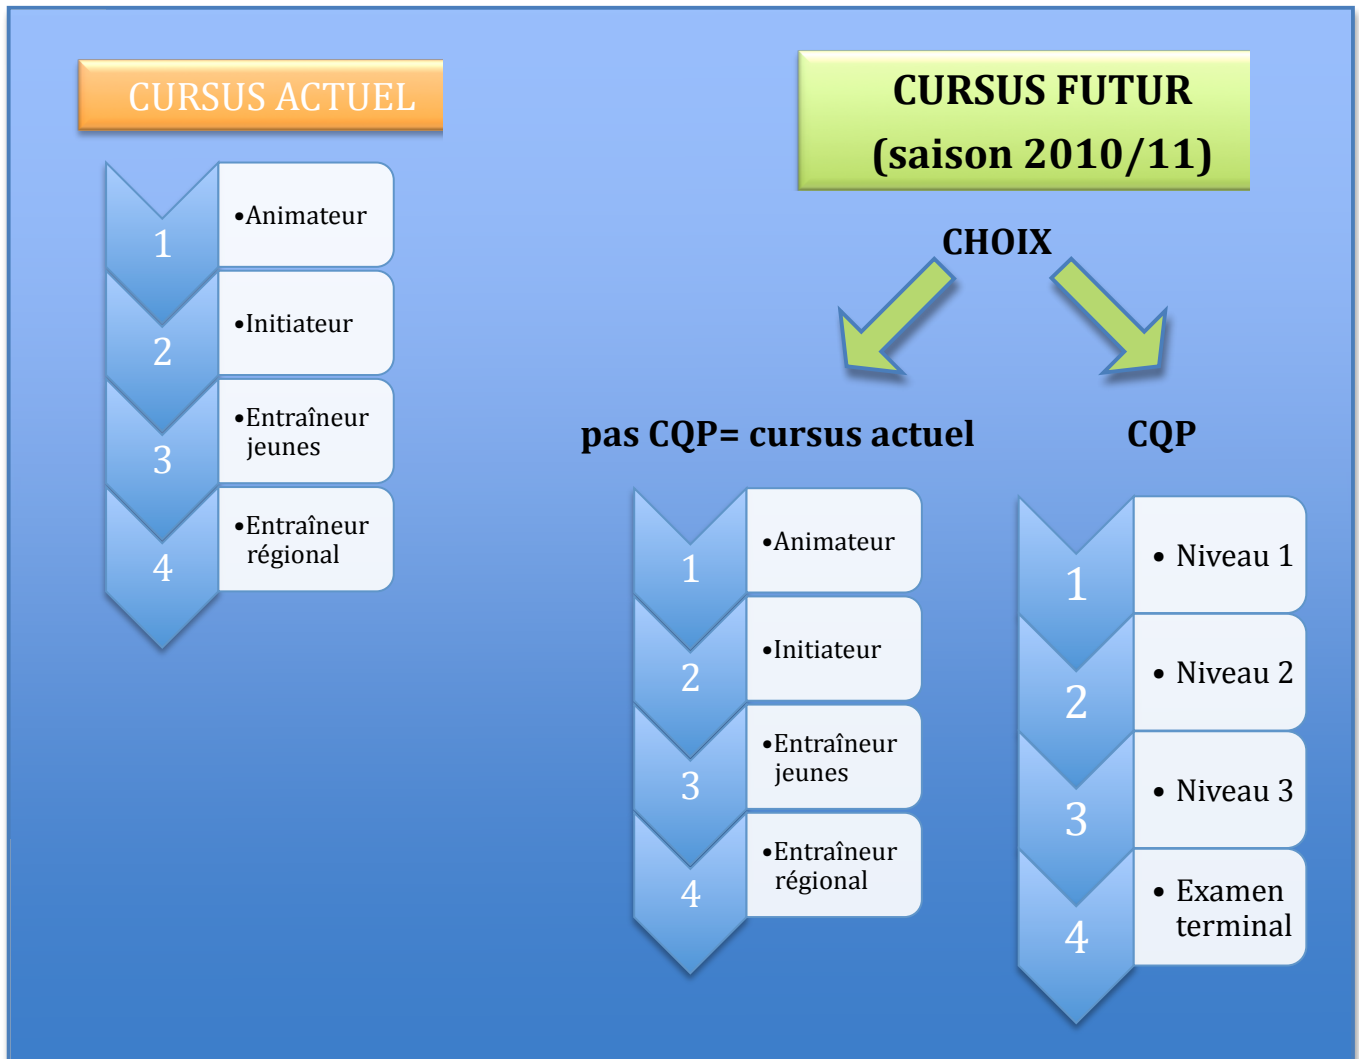 CURSUS ACTUEL
1
•Animateur
2
•Initiateur
3
•Entraîneur
jeunes
4
•Entraîneur
régional
CURSUS FUTUR
(saison 2010/11)
CHOIX
pas CQP= cursus actuel
1
•Animateur
2
•Initiateur
3
•Entraîneur
jeunes
4
•Entraîneur
régional
CQP
1
• Niveau 1
2
• Niveau 2
3
• Niveau 3
4
• Examen
terminal